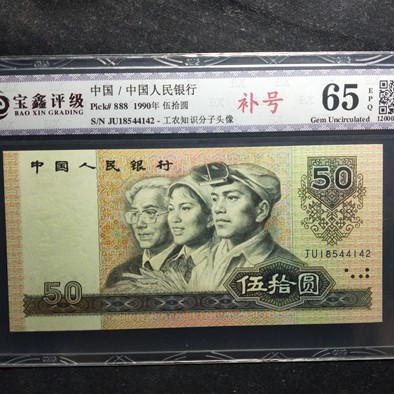 宝鑫评级
BAO XIN GRADING
中国 / 中国人民银行
Pick# 888 1990年 伍拾圆
S/N JU18544142 - 工农知识分子头像
补号
65
EPQ
Gem Uncirculated
12000
中国人民银行
50
JU18544142
50
伍拾圆